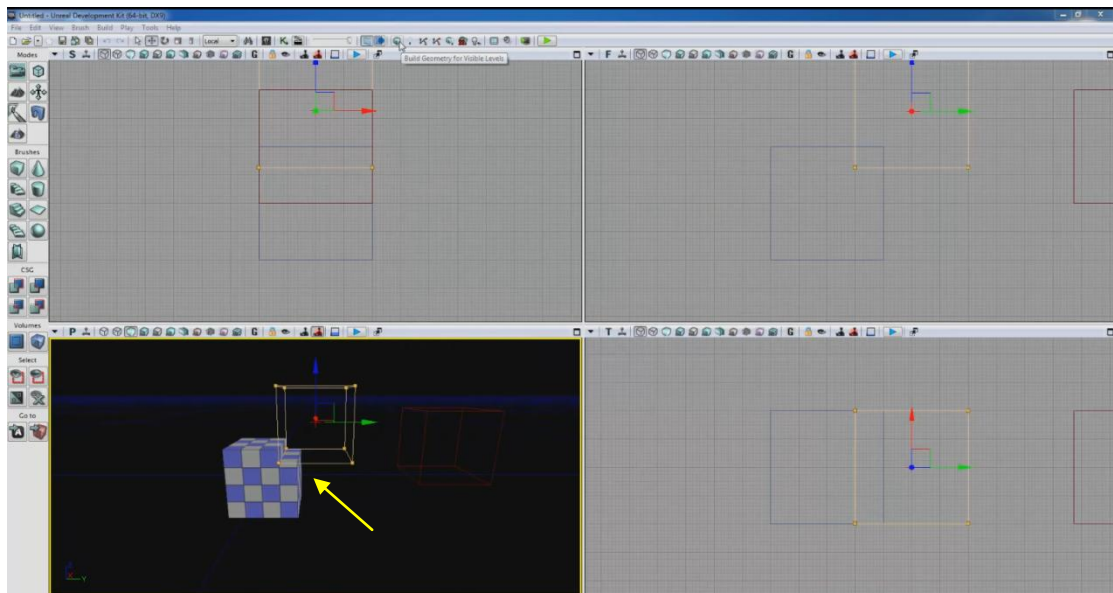 Untitled - Unreal Development Kit (64-bit, DX9)
File Edit View Brush Build Play Tools Help
Local
Build Geometry for Visible Levels
Modes
S G
F G
Brushes
CSG
Volumes
P G
T G
Select
Go to
A
Y